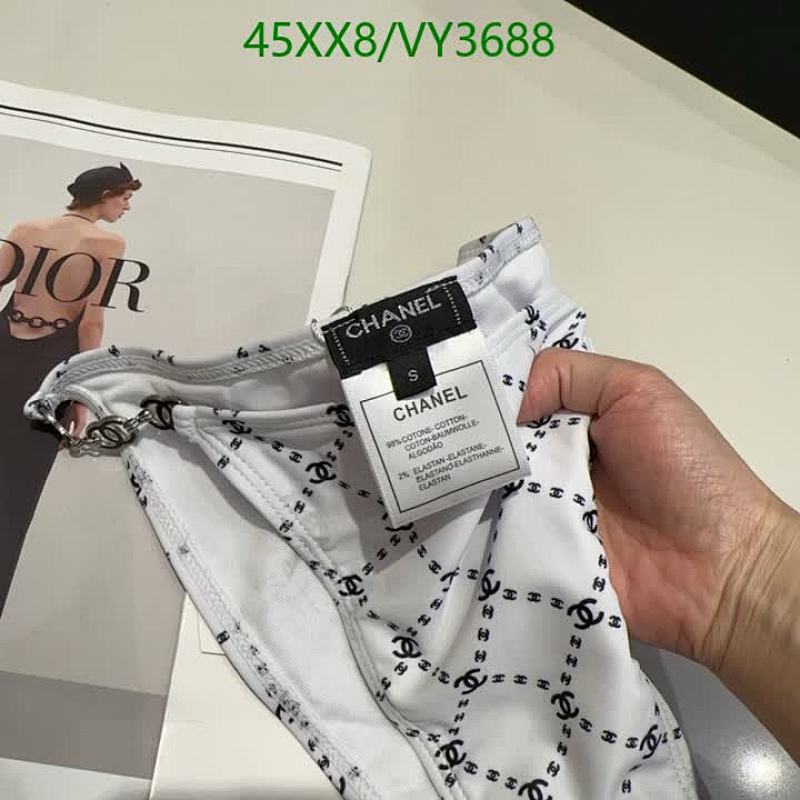 45XX8/VY3688
DIOR
CHANEL
S
CHANEL
98% COTONE- COTTON-
COTON-BAUMWOLLE-
ALGODÃO
2% ELASTAN-ELASTANE-
ELASTANO-ELASTHANNE-
ELASTAN